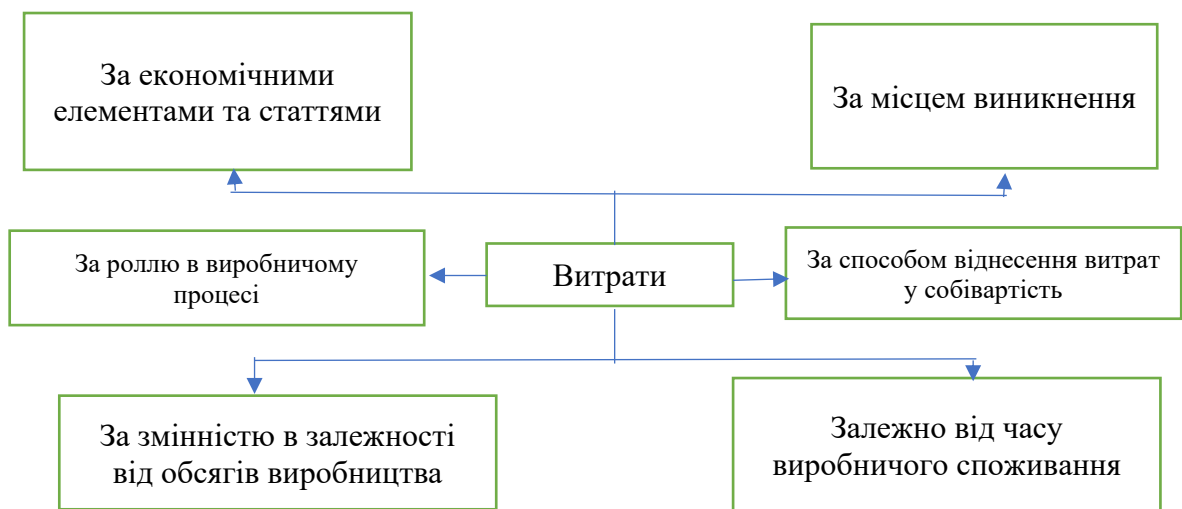 За економічними
елементами та статтями
За місцем виникнення
За роллю в виробничому
процесі
Витрати
За способом віднесення витрат
у собівартість
За змінністю в залежності
від обсягів виробництва
Залежно від часу
виробничого споживання